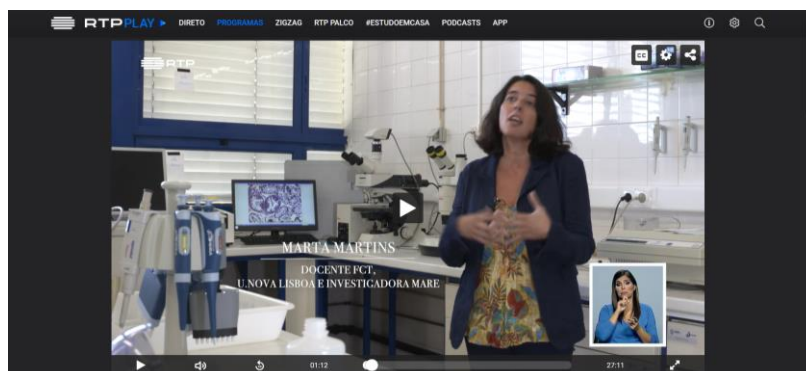 RTPPLAY DIRETO PROGRAMAS ZIGZAG RTP PALCO #ESTUDOEMCASA PODCASTS APP
RTP
CC
MARTA MARTINS
DOCENTE FCT,
U.NOVA LISBOA E INVESTIGADORA MARE
01:12 27:11